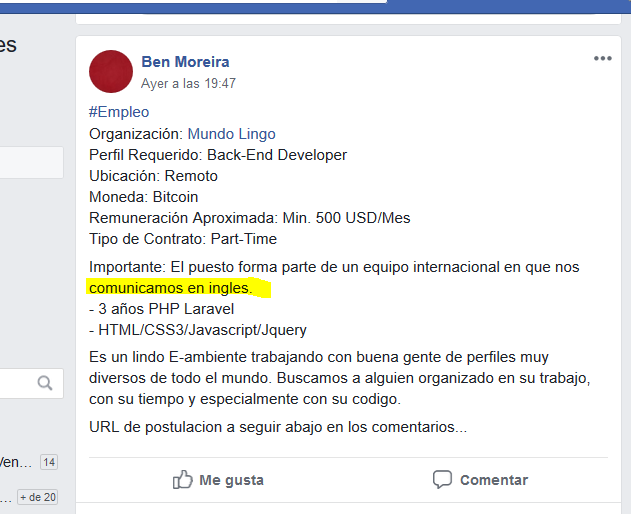 es
Ben Moreira
Ayer a las 19:47
#Empleo
Organización: Mundo Lingo
Perfil Requerido: Back-End Developer
Ubicación: Remoto
Moneda: Bitcoin
Remuneración Aproximada: Min. 500 USD/Mes
Tipo de Contrato: Part-Time
Importante: El puesto forma parte de un equipo internacional en que nos
comunicamos en ingles.
- 3 años PHP Laravel
- HTML/CSS3/Javascript/Jquery
Es un lindo E-ambiente trabajando con buena gente de perfiles muy
diversos de todo el mundo. Buscamos a alguien organizado en su trabajo,
con su tiempo y especialmente con su codigo.
URL de postulacion a seguir abajo en los comentarios...
Ven... 14
Me gusta Comentar
... + de 20